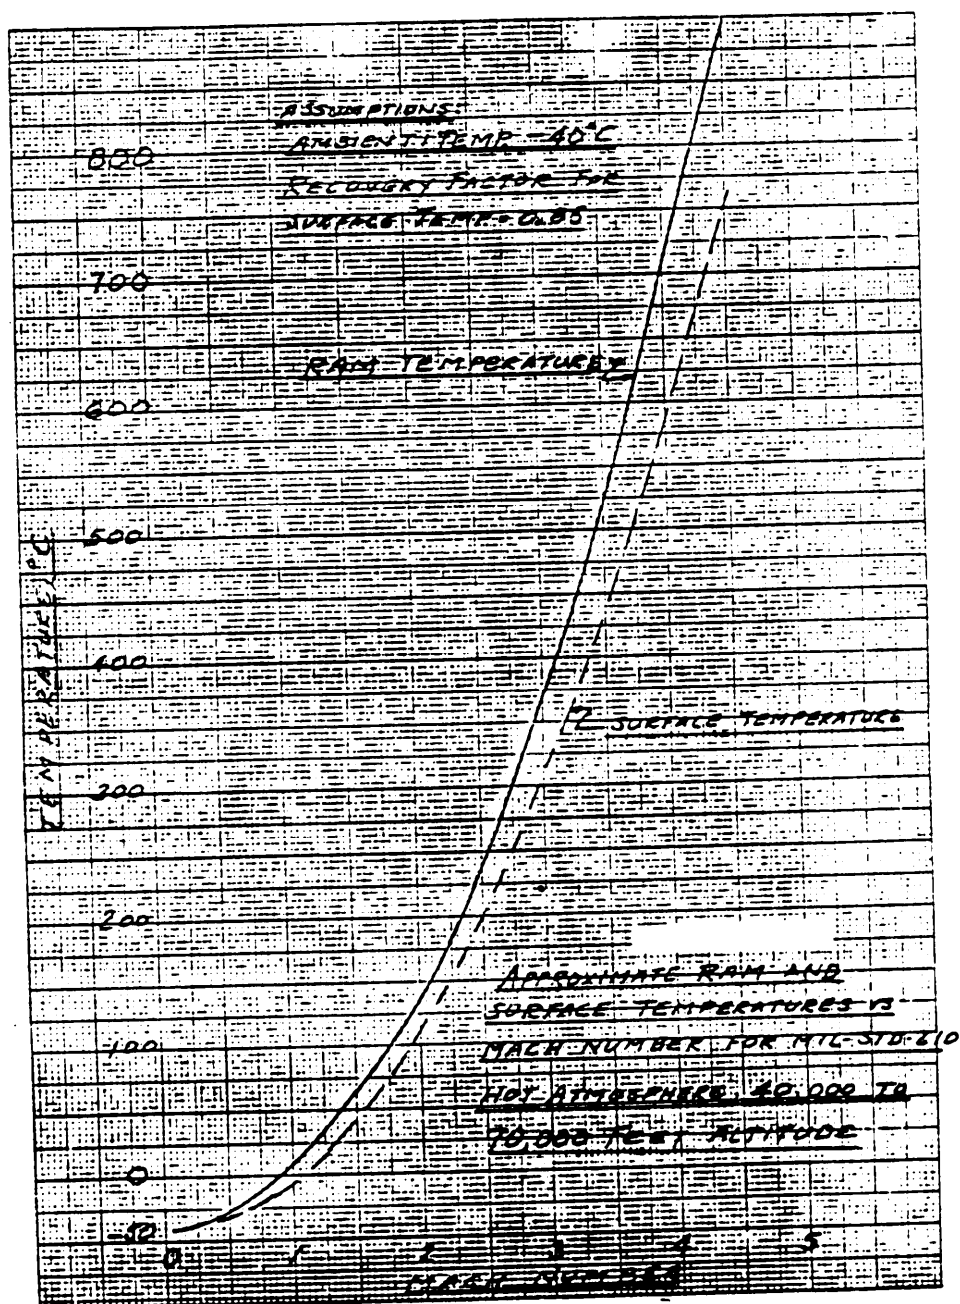 ASSUMPTIONS:
AMBIENT TEMP. -40°C
RECOVERY FACTOR FOR
SURFACE TEMP. = 0.85
800
700
RAM TEMPERATURE
600
500
TEMPERATURE, °C
400
SURFACE TEMPERATURE
300
200
APPROXIMATE RAM AND
SURFACE TEMPERATURES VS
100
MACH NUMBER FOR MIL-STD-210
HOT ATMOSPHERE, 40,000 TO
70,000 FEET ALTITUDE
0
-50
0 1 2 3 4 5
MACH NUMBER